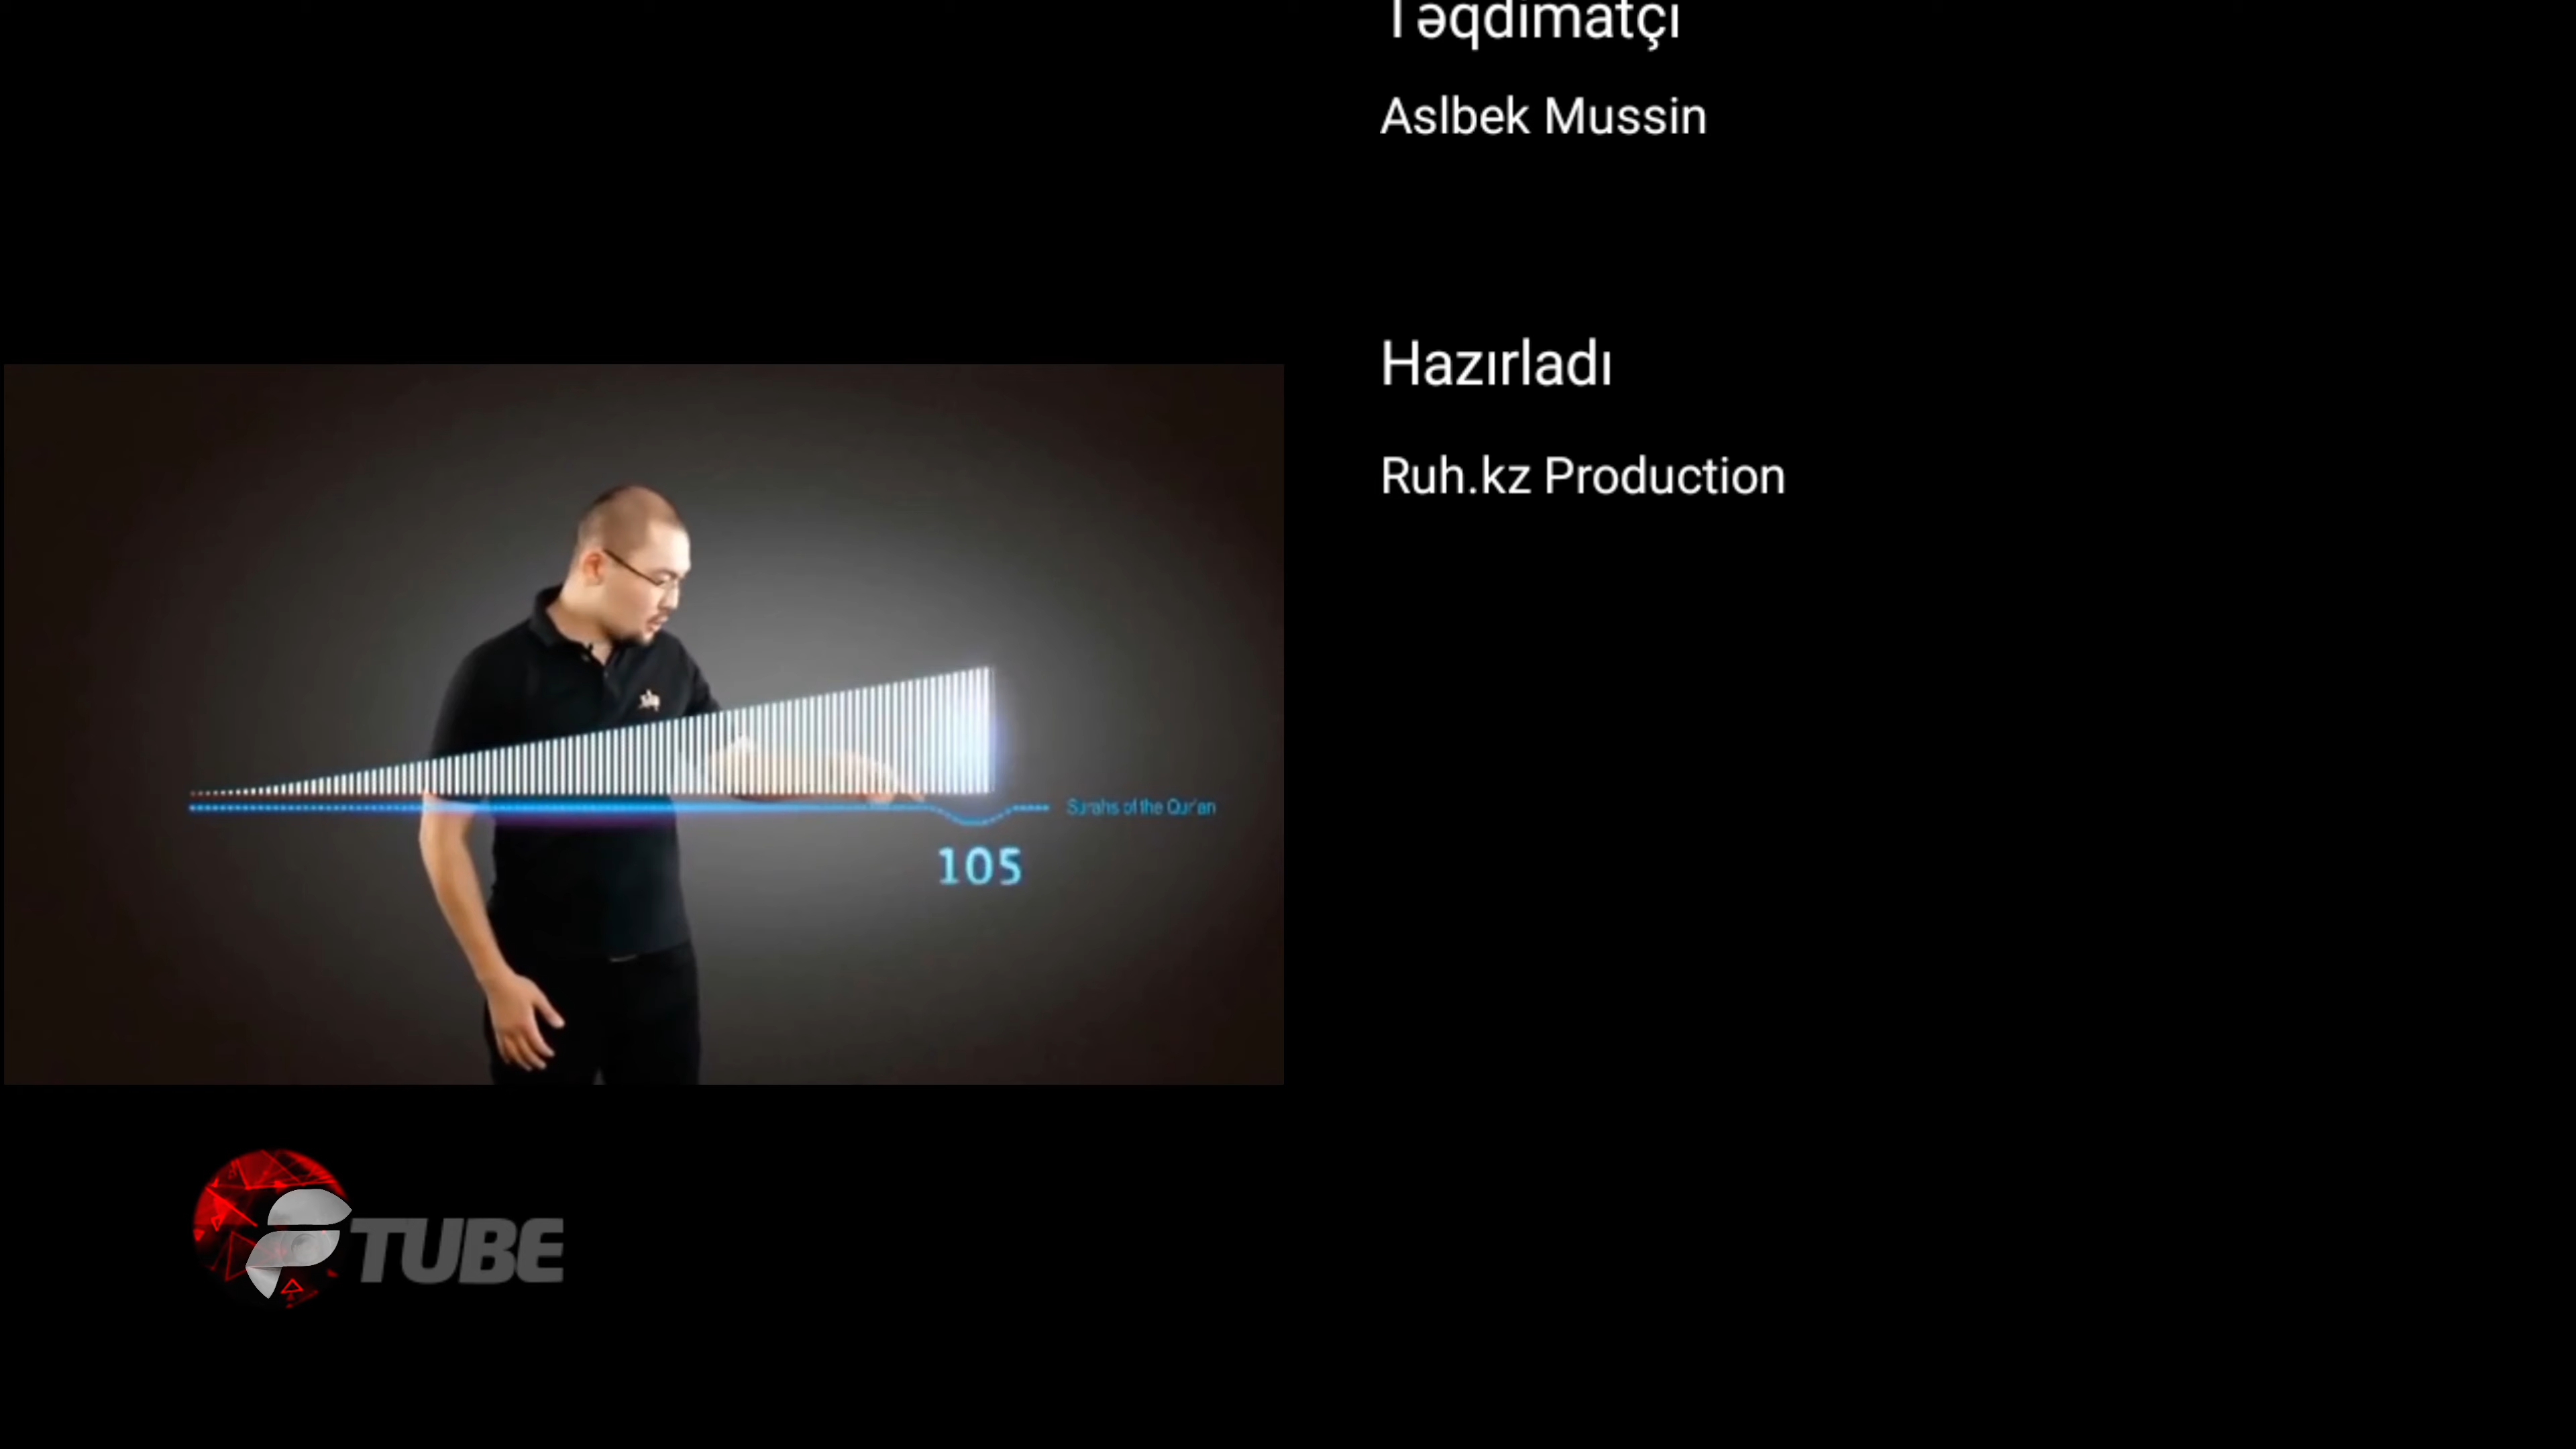 Təqdimatçı
Aslbek Mussin
Hazırladı
Ruh.kz Production
Surahs of the Qur'an
105
TUBE